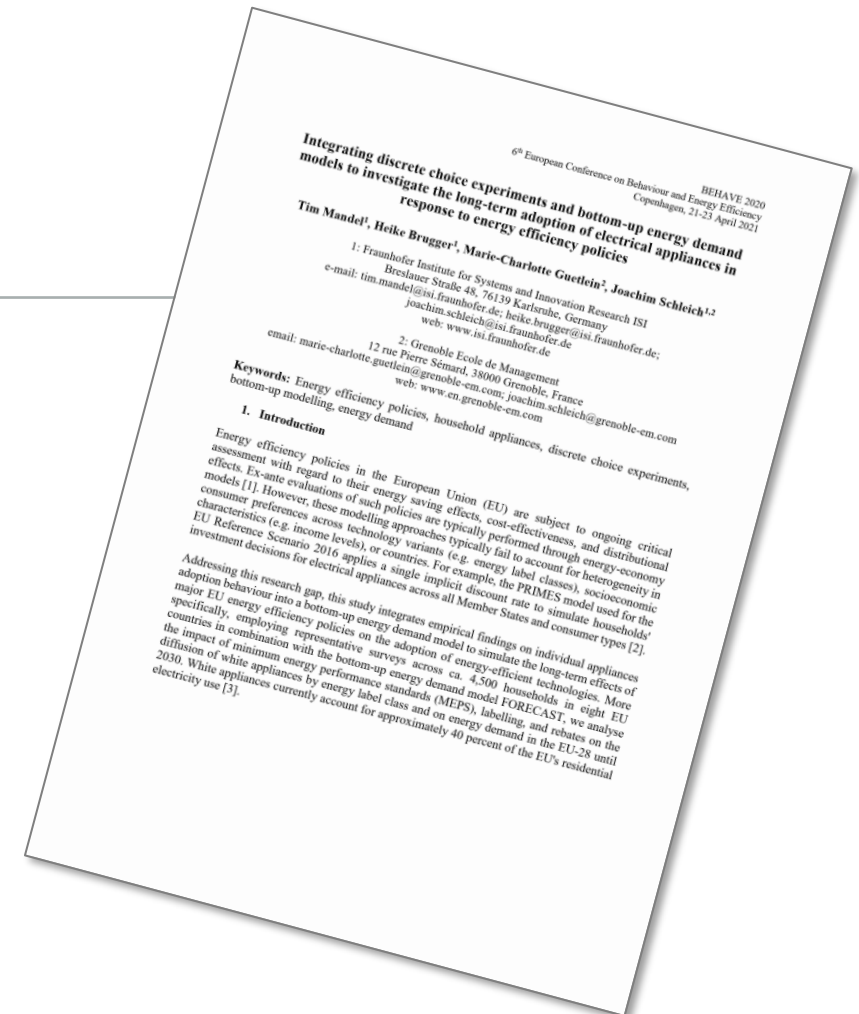 BEHAVE 2020
6th European Conference on Behaviour and Energy Efficiency
Copenhagen, 21-23 April 2021
Integrating discrete choice experiments and bottom-up energy demand
models to investigate the long-term adoption of electrical appliances in
response to energy efficiency policies
Tim Mandel¹, Heike Brugger¹, Marie-Charlotte Guetlein², Joachim Schleich¹,²
1: Fraunhofer Institute for Systems and Innovation Research ISI
Breslauer Straße 48, 76139 Karlsruhe, Germany
e-mail: tim.mandel@isi.fraunhofer.de; heike.brugger@isi.fraunhofer.de;
joachim.schleich@isi.fraunhofer.de
web: www.isi.fraunhofer.de
2: Grenoble Ecole de Management
12 rue Pierre Sémard, 38000 Grenoble, France
email: marie-charlotte.guetlein@grenoble-em.com; joachim.schleich@grenoble-em.com
web: www.en.grenoble-em.com
Keywords: Energy efficiency policies, household appliances, discrete choice experiments,
bottom-up modelling, energy demand
1. Introduction
Energy efficiency policies in the European Union (EU) are subject to ongoing critical
assessment with regard to their energy saving effects, cost-effectiveness, and distributional
effects. Ex-ante evaluations of such policies are typically performed through energy-economy
models [1]. However, these modelling approaches typically fail to account for heterogeneity in
consumer preferences across technology variants (e.g. energy label classes), socioeconomic
characteristics (e.g. income levels), or countries. For example, the PRIMES model used for the
EU Reference Scenario 2016 applies a single implicit discount rate to simulate households'
investment decisions for electrical appliances across all Member States and consumer types [2].
Addressing this research gap, this study integrates empirical findings on individual appliances
adoption behaviour into a bottom-up energy demand model to simulate the long-term effects of
major EU energy efficiency policies on the adoption of energy-efficient technologies. More
specifically, employing representative surveys across ca. 4,500 households in eight EU
countries in combination with the bottom-up energy demand model FORECAST, we analyse
the impact of minimum energy performance standards (MEPS), labelling, and rebates on the
diffusion of white appliances by energy label class and on energy demand in the EU-28 until
2030. White appliances currently account for approximately 40 percent of the EU's residential
electricity use [3].